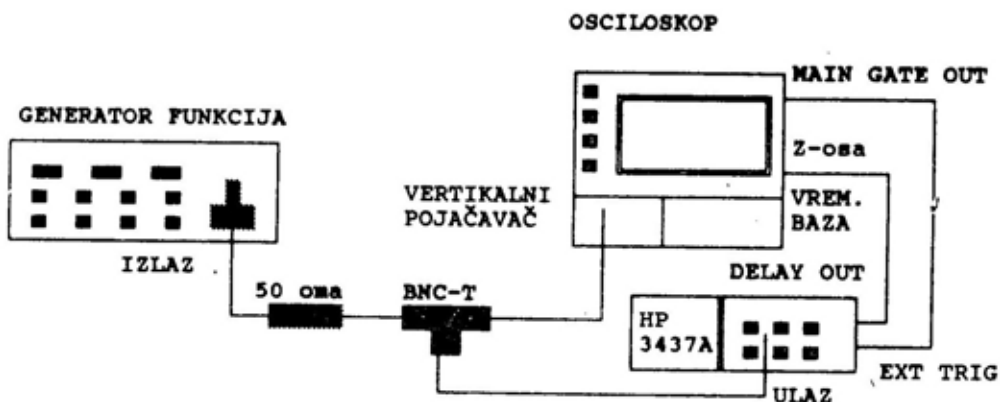 OSCILOSKOP
MAIN GATE OUT
GENERATOR FUNKCIJA
Z-osa
VERTIKALNI
POJAČAVAČ
VREM.
BAZA
IZLAZ
DELAY OUT
50 oma
BNC-T
HP
3437A
EXT TRIG
ULAZ